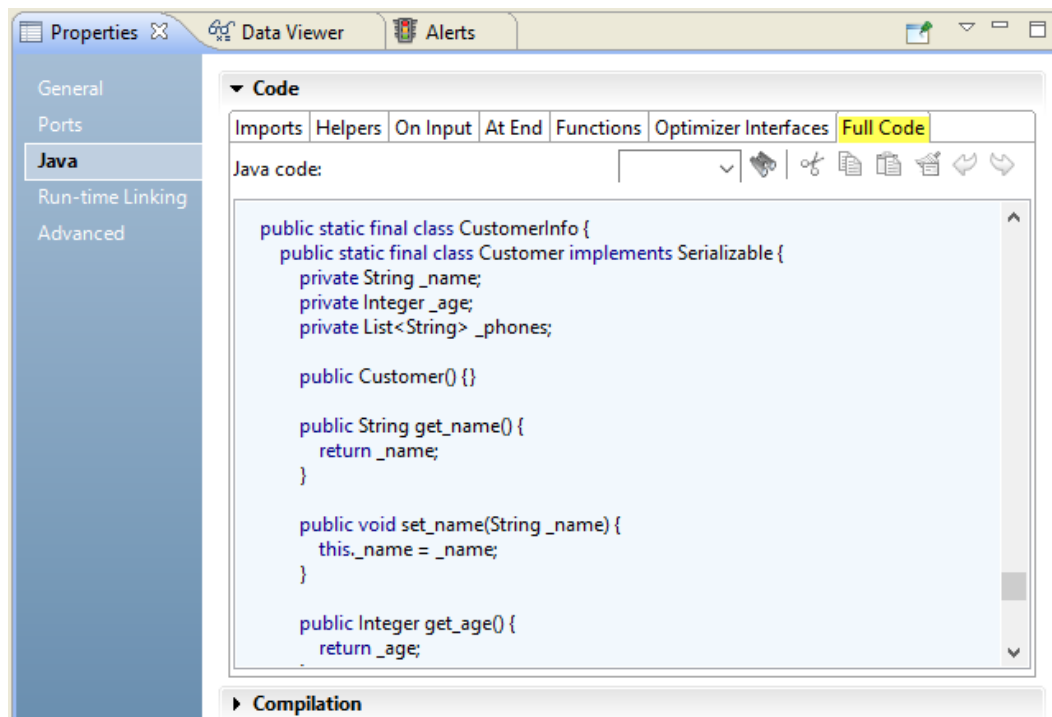 Properties Data Viewer Alerts
General
Ports
Java
Run-time Linking
Advanced
Code
Imports Helpers On Input At End Functions Optimizer Interfaces Full Code
Java code:
public static final class CustomerInfo {
public static final class Customer implements Serializable {
private String _name;
private Integer _age;
private List<String> _phones;
public Customer() {}
public String get_name() {
return _name;
}
public void set_name(String _name) {
this._name = _name;
}
public Integer get_age() {
return _age;
Compilation